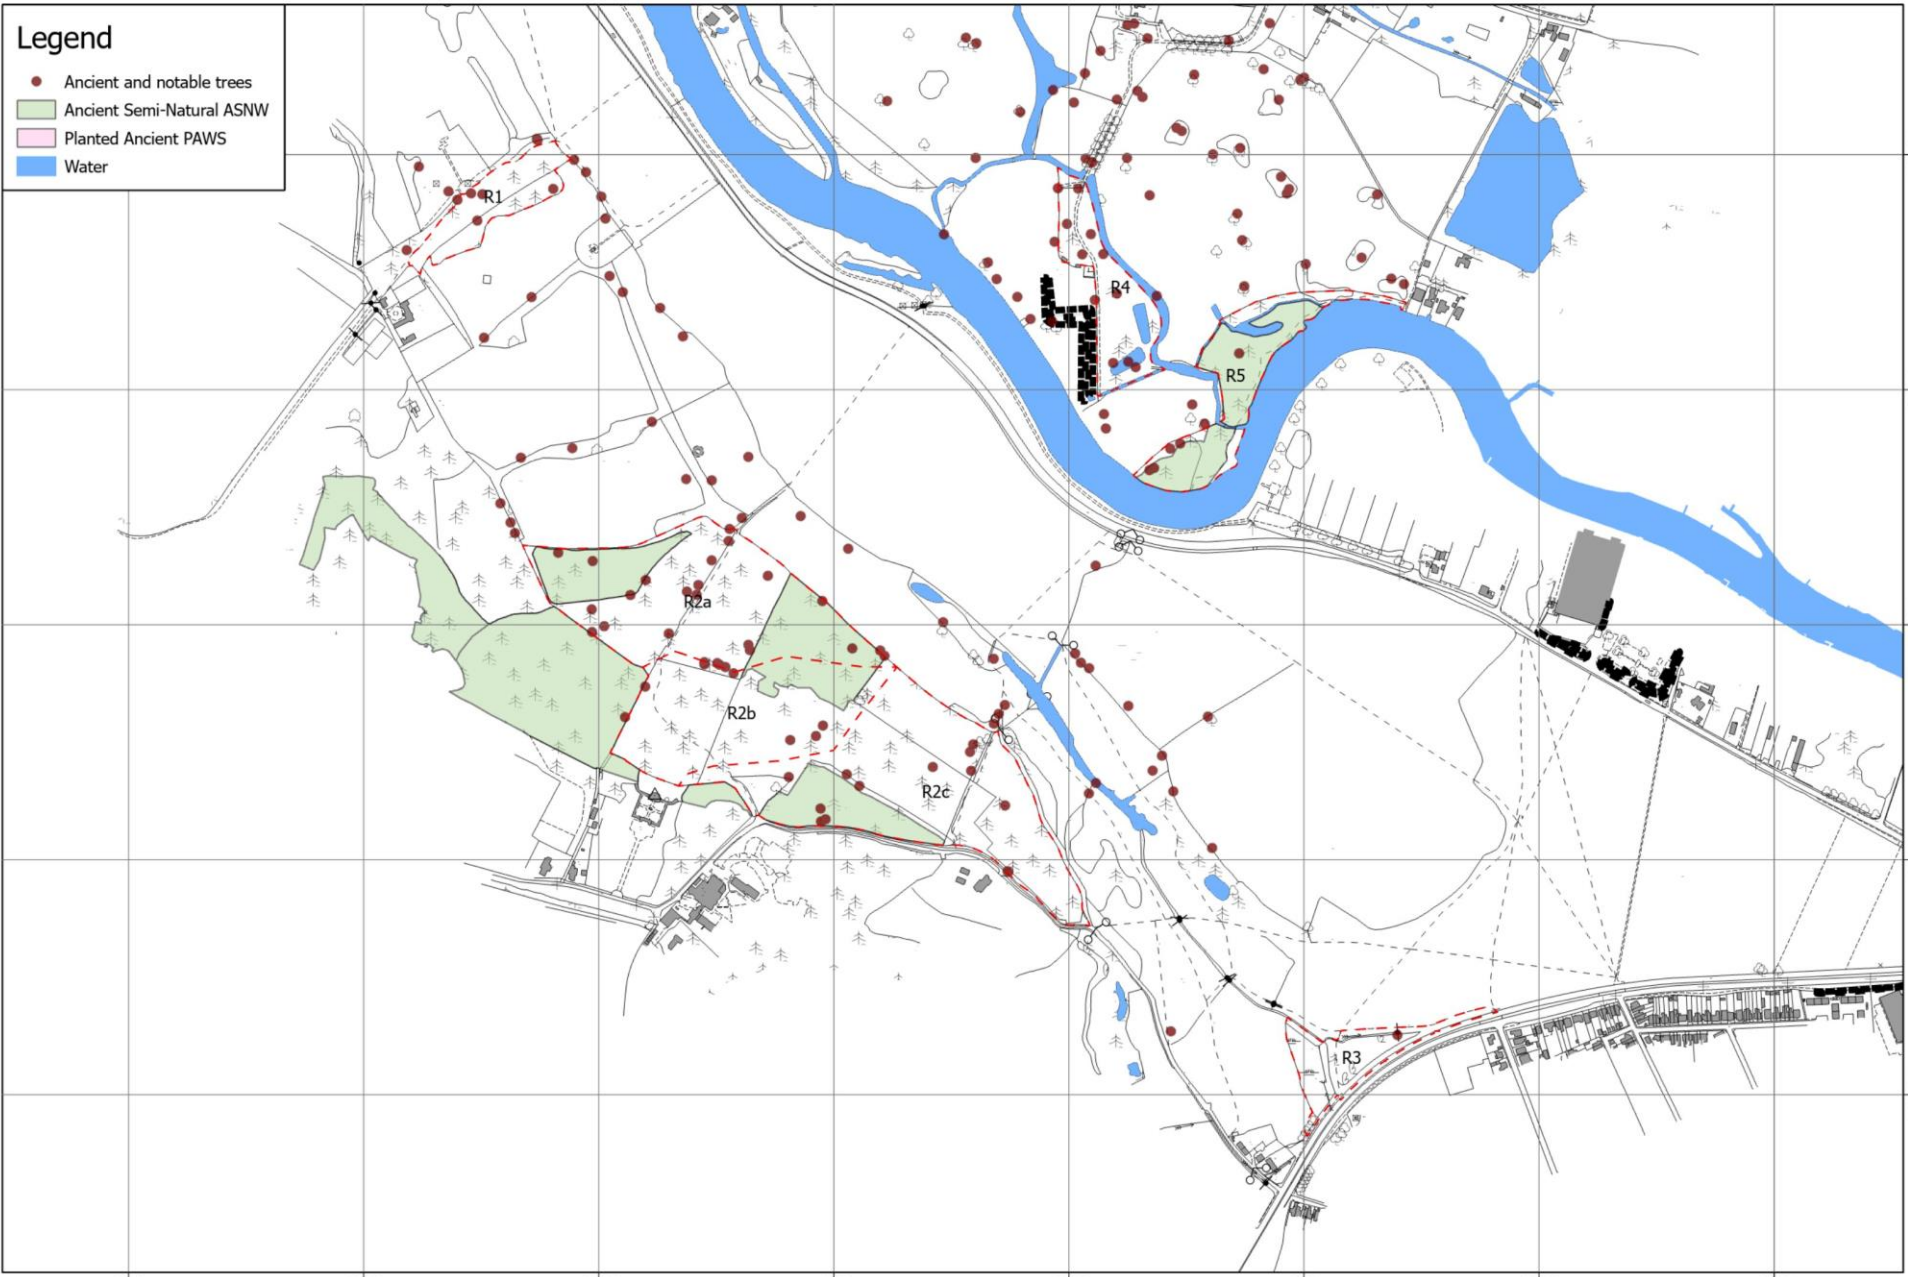 Legend
Ancient and notable trees
Ancient Semi-Natural ASNW
Planted Ancient PAWS
Water
R1
R4
R5
R2a
R2b
R2c
R3